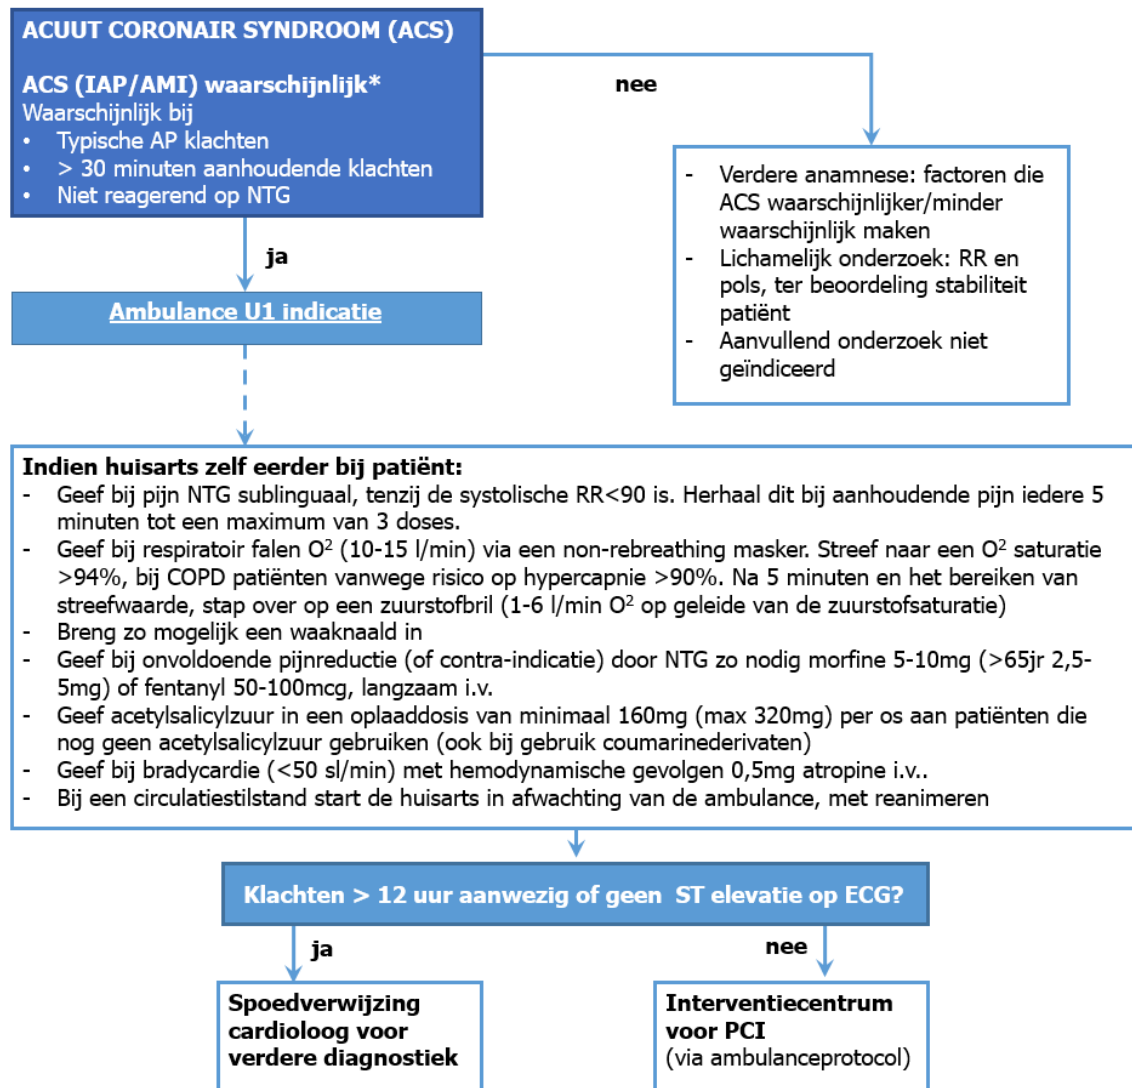 ACUUT CORONAIR SYNDROOM (ACS)
ACS (IAP/AMI) waarschijnlijk*
Waarschijnlijk bij
• Typische AP klachten
• > 30 minuten aanhoudende klachten
• Niet reagerend op NTG
nee
- Verdere anamnese: factoren die
ACS waarschijnlijker/minder
waarschijnlijk maken
- Lichamelijk onderzoek: RR en
pols, ter beoordeling stabiliteit
patiënt
- Aanvullend onderzoek niet
geïndiceerd
ja
Ambulance U1 indicatie
Indien huisarts zelf eerder bij patiënt:
- Geef bij pijn NTG sublinguaal, tenzij de systolische RR<90 is. Herhaal dit bij aanhoudende pijn iedere 5
minuten tot een maximum van 3 doses.
- Geef bij respiratoir falen O² (10-15 l/min) via een non-rebreathing masker. Streef naar een O² saturatie
>94%, bij COPD patiënten vanwege risico op hypercapnie >90%. Na 5 minuten en het bereiken van
streefwaarde, stap over op een zuurstofbril (1-6 l/min O² op geleide van de zuurstofsaturatie)
- Breng zo mogelijk een waaknaald in
- Geef bij onvoldoende pijnreductie (of contra-indicatie) door NTG zo nodig morfine 5-10mg (>65jr 2,5-
5mg) of fentanyl 50-100mcg, langzaam i.v.
- Geef acetylsalicylzuur in een oplaaddosis van minimaal 160mg (max 320mg) per os aan patiënten die
nog geen acetylsalicylzuur gebruiken (ook bij gebruik coumarinederivaten)
- Geef bij bradycardie (<50 sl/min) met hemodynamische gevolgen 0,5mg atropine i.v..
- Bij een circulatiestilstand start de huisarts in afwachting van de ambulance, met reanimeren
Klachten > 12 uur aanwezig of geen ST elevatie op ECG?
ja
nee
Spoedverwijzing
cardioloog voor
verdere diagnostiek
Interventiecentrum
voor PCI
(via ambulanceprotocol)